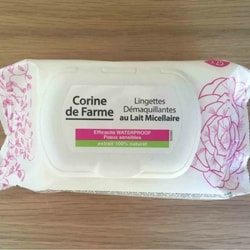 Corine
de Farme
Lingettes
Démaquillantes
au Lait Micellaire
Efficacité WATERPROOF
Peaux sensibles
extrait 100% naturel